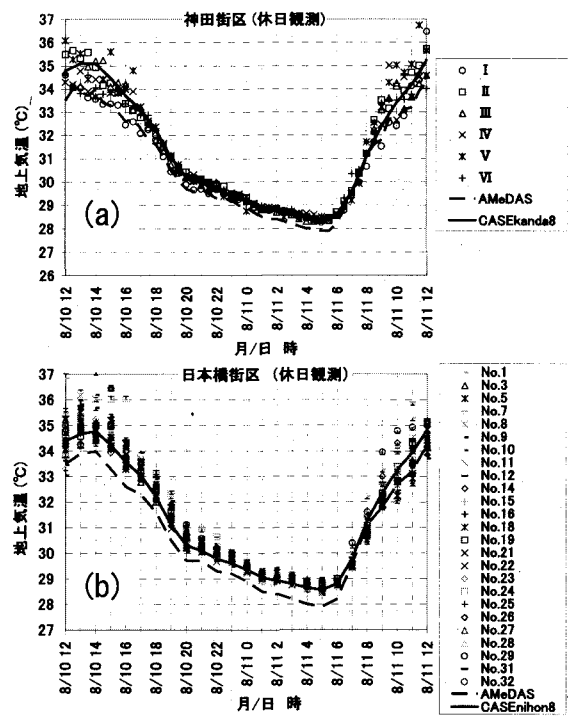 神田街区(休日観測)
37
36
35
34
33
32
31
30
29
28
27
26
地上気温(℃)
(a)
8/10 12
8/10 14
8/10 16
8/10 18
8/10 20
8/10 22
8/11 0
8/11 2
8/11 4
8/11 6
8/11 8
8/11 10
8/11 12
月/日 時
I
II
III
IV
V
VI
AMeDAS
CASEkanda8
日本橋街区 (休日観測)
37
36
35
34
33
32
31
30
29
28
27
地上気温(℃)
(b)
8/10 12
8/10 14
8/10 16
8/10 18
8/10 20
8/10 22
8/11 0
8/11 2
8/11 4
8/11 6
8/11 8
8/11 10
8/11 12
月/日 時
No.1
No.3
No.5
No.7
No.8
No.9
No.10
No.11
No.12
No.14
No.15
No.16
No.18
No.19
No.21
No.22
No.23
No.24
No.25
No.26
No.27
No.28
No.29
No.31
No.32
AMeDAS
CASEnihon8